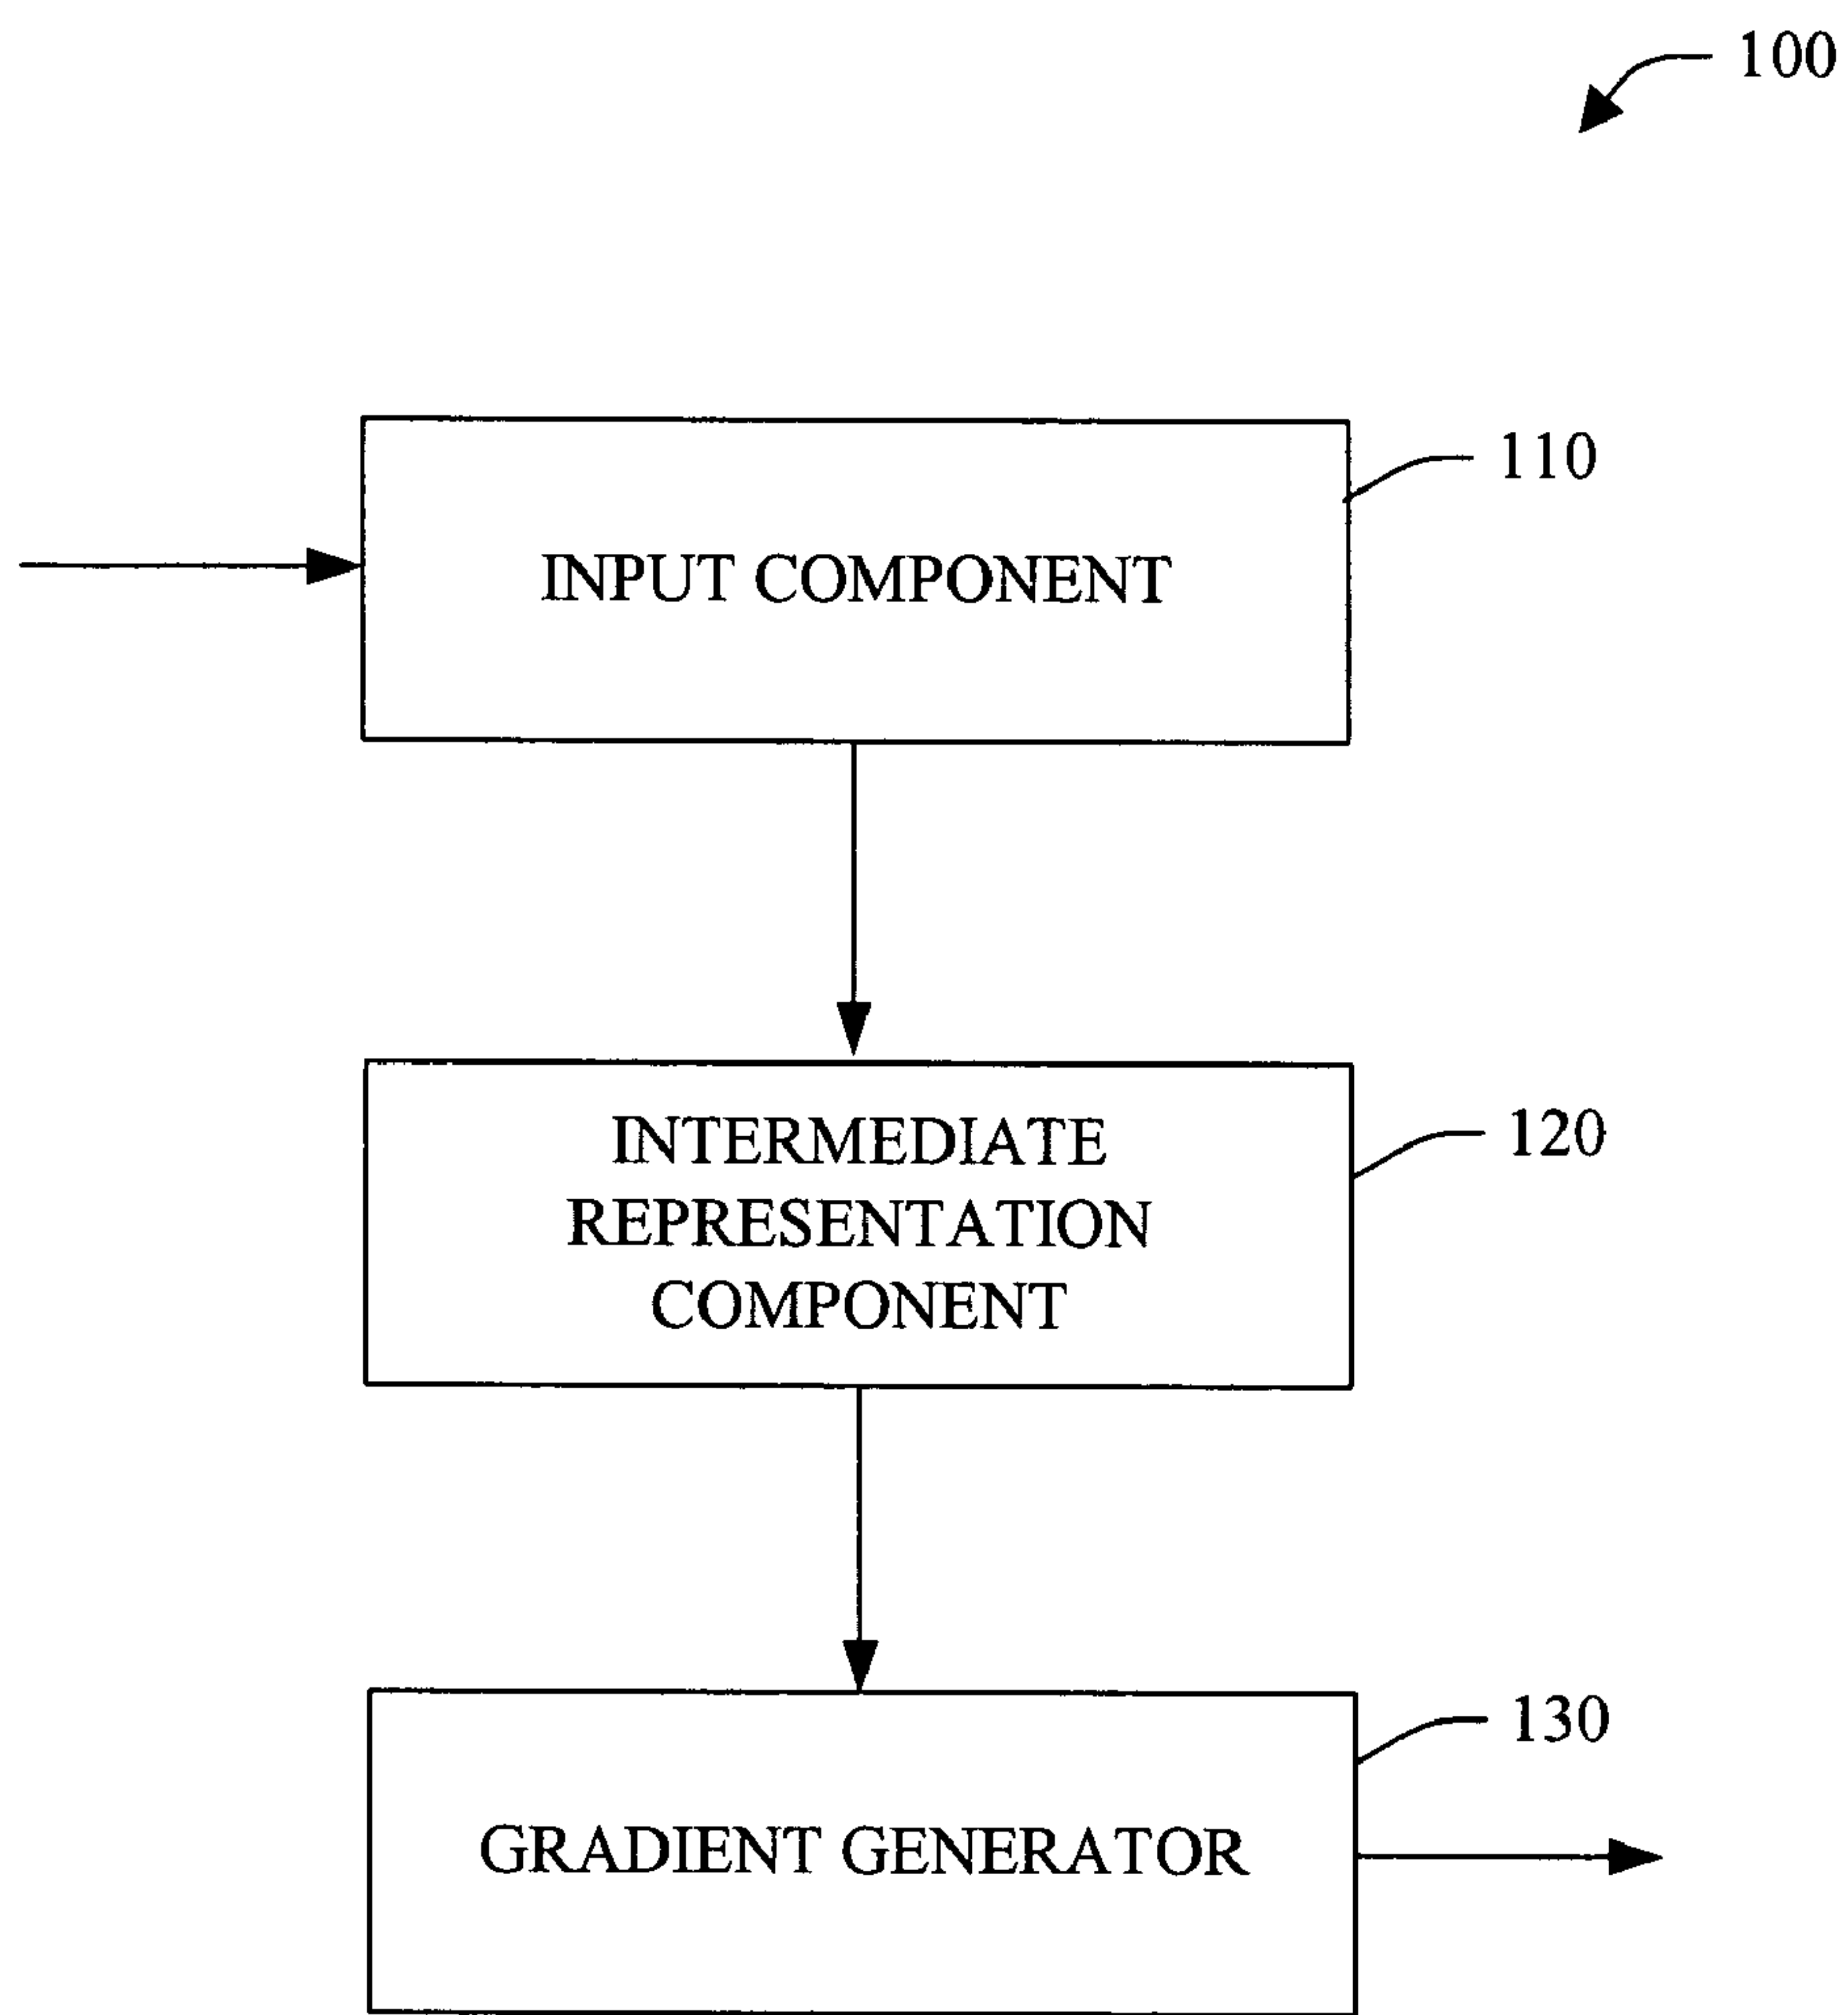 100
110
INPUT COMPONENT
120
INTERMEDIATE
REPRESENTATION
COMPONENT
130
GRADIENT GENERATOR